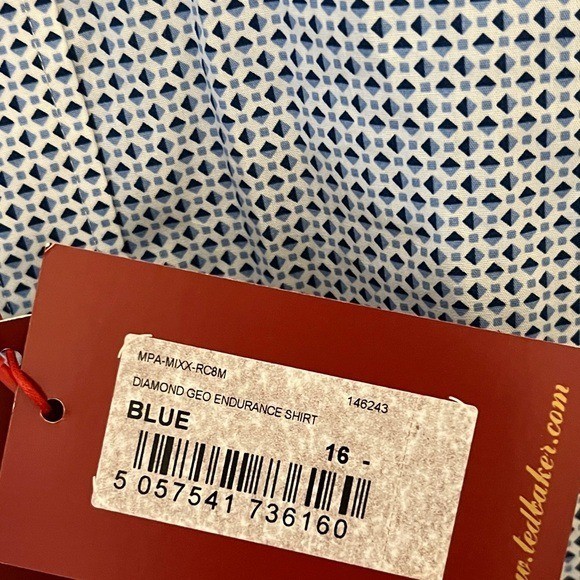 MPA-MIXX-RC8M
DIAMOND GEO ENDURANCE SHIRT 146243
BLUE
16 -
5 057541 736160
w.tedbaker.com